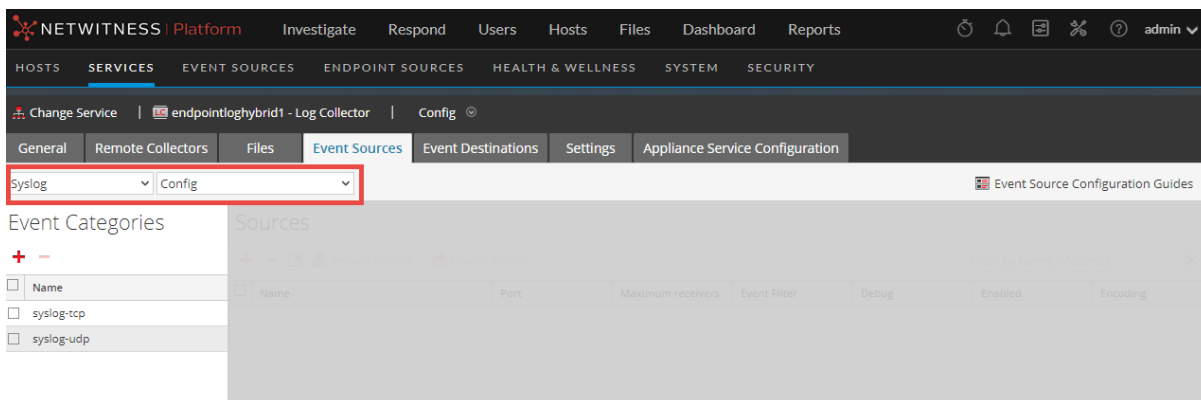 NETWITNESS | Platform Investigate Respond Users Hosts Files Dashboard Reports admin
HOSTS SERVICES EVENT SOURCES ENDPOINT SOURCES HEALTH & WELLNESS SYSTEM SECURITY
Change Service | LC endpointloghybrid1 - Log Collector | Config
General Remote Collectors Files Event Sources Event Destinations Settings Appliance Service Configuration
Syslog Config Event Source Configuration Guides
Event Categories Sources
Name
Name Port Maximum receivers Event Filter Debug Enabled Encoding
syslog-tcp
syslog-udp